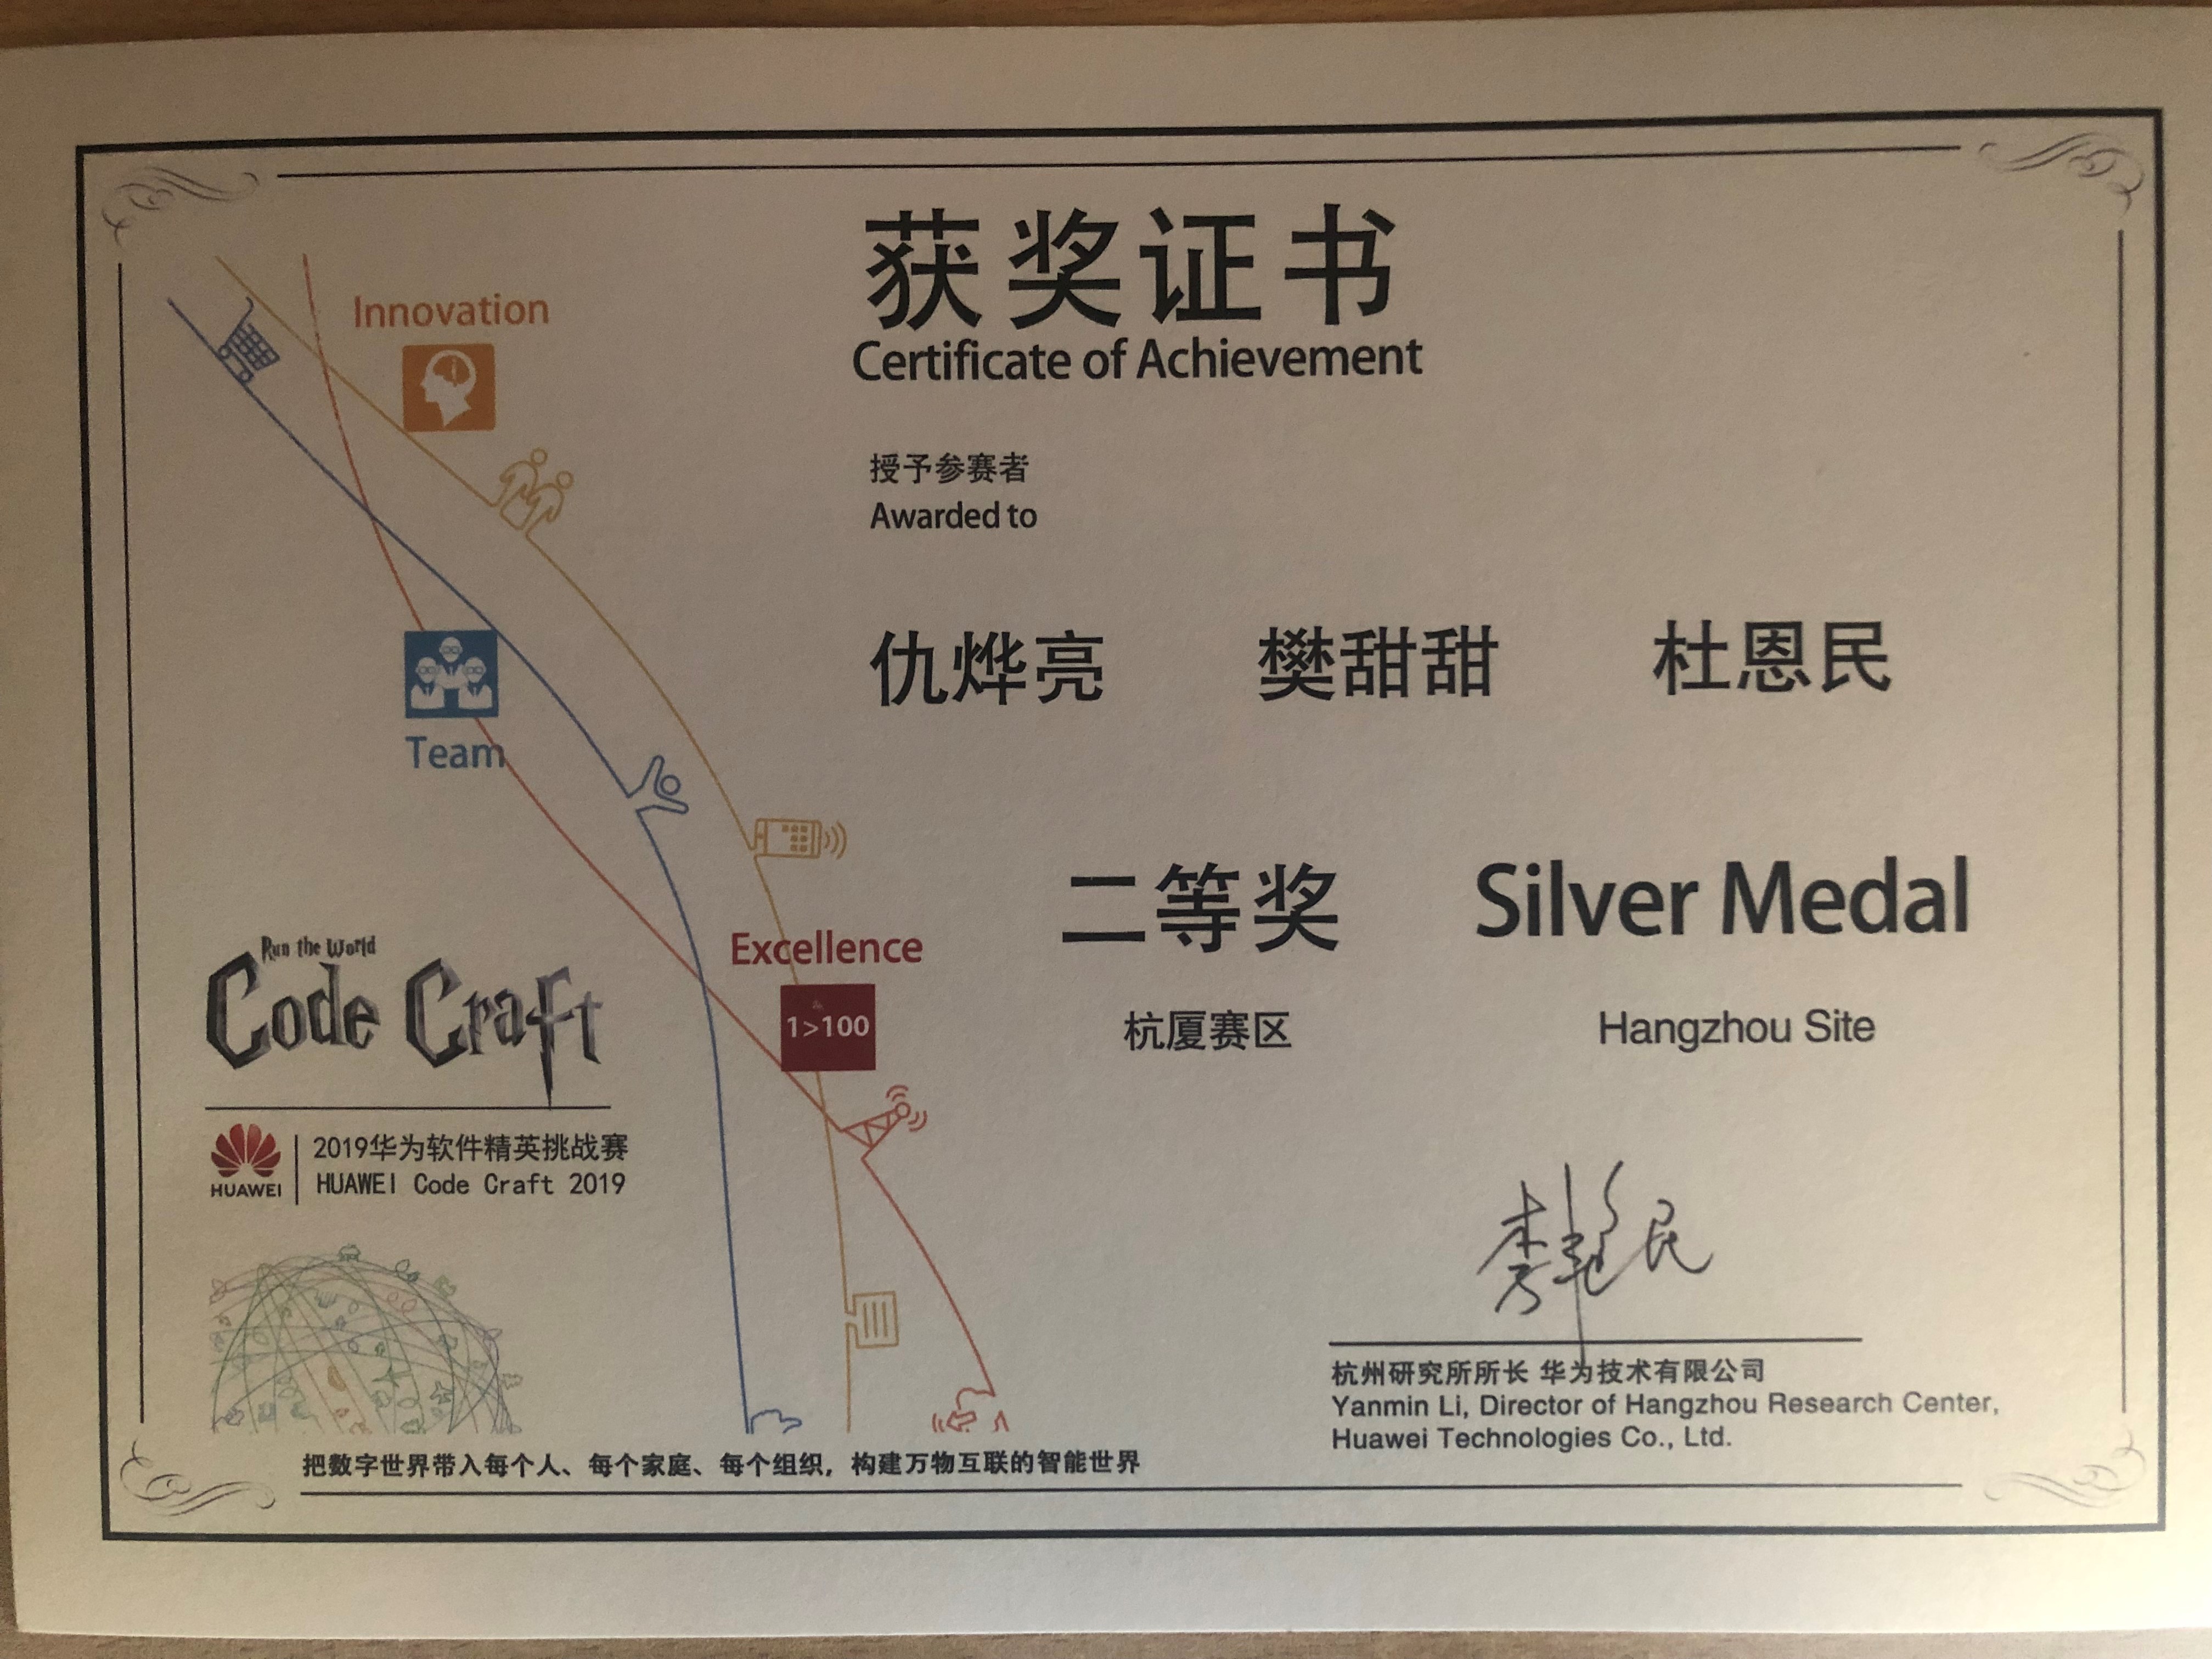 获奖证书
Certificate of Achievement
授予参赛者
Awarded to
仇烨亮 樊甜甜 杜恩民
二等奖 Silver Medal
杭厦赛区 Hangzhou Site
Innovation
Team
Excellence
1>100
Run the World
Code Craft
HUAWEI
2019华为软件精英挑战赛
HUAWEI Code Craft 2019
杭州研究所所长 华为技术有限公司
Yanmin Li, Director of Hangzhou Research Center,
Huawei Technologies Co., Ltd.
把数字世界带入每个人、每个家庭、每个组织，构建万物互联的智能世界